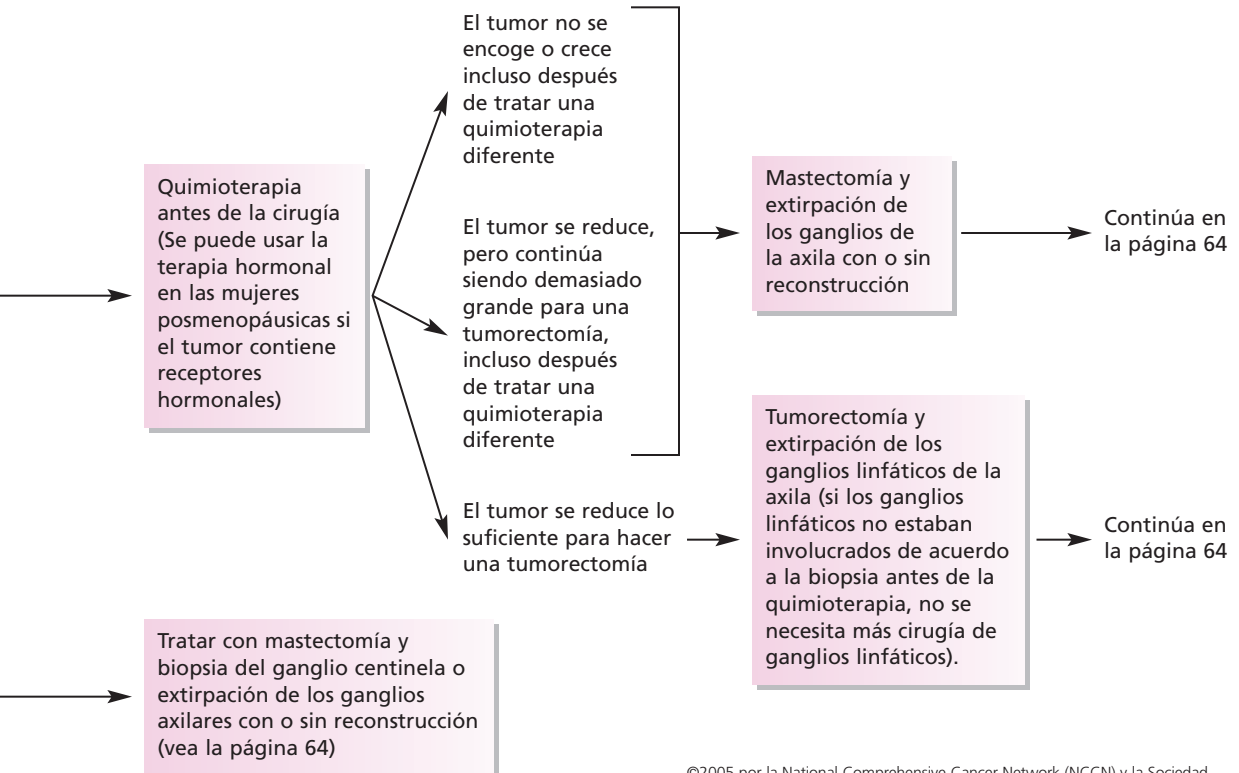 Quimioterapia
antes de la cirugía
(Se puede usar la
terapia hormonal
en las mujeres
posmenopáusicas si
el tumor contiene
receptores
hormonales)
El tumor no se
encoge o crece
incluso después
de tratar una
quimioterapia
diferente
El tumor se reduce,
pero continúa
siendo demasiado
grande para una
tumorectomía,
incluso después
de tratar una
quimioterapia
diferente
Mastectomía y
extirpación de
los ganglios de
la axila con o sin
reconstrucción
Continúa en
la página 64
El tumor se reduce lo
suficiente para hacer
una tumorectomía
Tumorectomía y
extirpación de los
ganglios linfáticos de la
axila (si los ganglios
linfáticos no estaban
involucrados de acuerdo
a la biopsia antes de la
quimioterapia, no se
necesita más cirugía de
ganglios linfáticos).
Continúa en
la página 64
Tratar con mastectomía y
biopsia del ganglio centinela o
extirpación de los ganglios
axilares con o sin reconstrucción
(vea la página 64)
©2005 por la National Comprehensive Cancer Network (NCCN) y la Sociedad